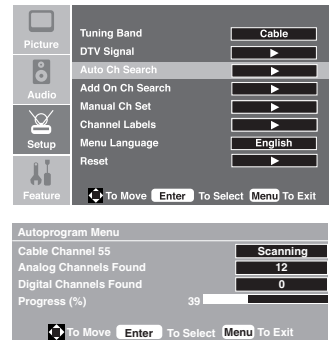 Picture
Audio
Setup
Feature
Tuning Band Cable
DTV Signal
Auto Ch Search
Add On Ch Search
Manual Ch Set
Channel Labels
Menu Language English
Reset
To Move Enter To Select Menu To Exit
Autoprogram Menu
Cable Channel 55 Scanning
Analog Channels Found 12
Digital Channels Found 0
Progress (%) 39
To Move Enter To Select Menu To Exit